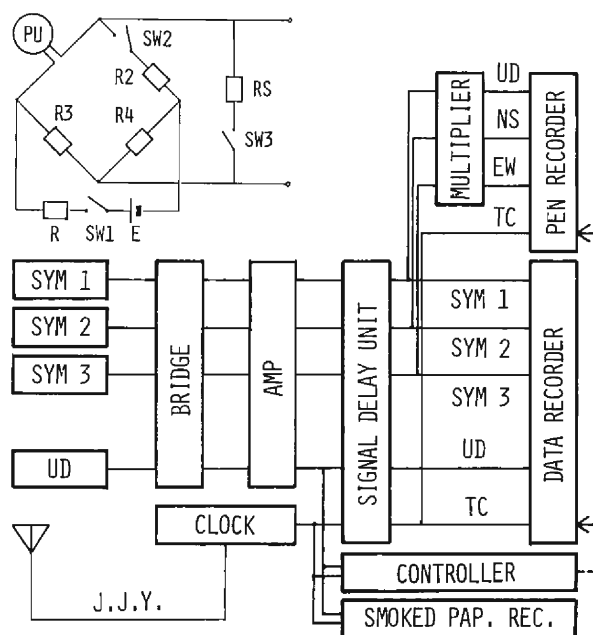 PU
SW2
R2
RS
R3
R4
SW3
R
SW1
E
UD
NS
EW
TC
MULTIPLIER
PEN RECORDER
SYM 1
SYM 2
SYM 3
UD
BRIDGE
AMP
SIGNAL DELAY UNIT
SYM 1
SYM 2
SYM 3
UD
TC
DATA RECORDER
CLOCK
J.J.Y.
CONTROLLER
SMOKED PAP. REC.